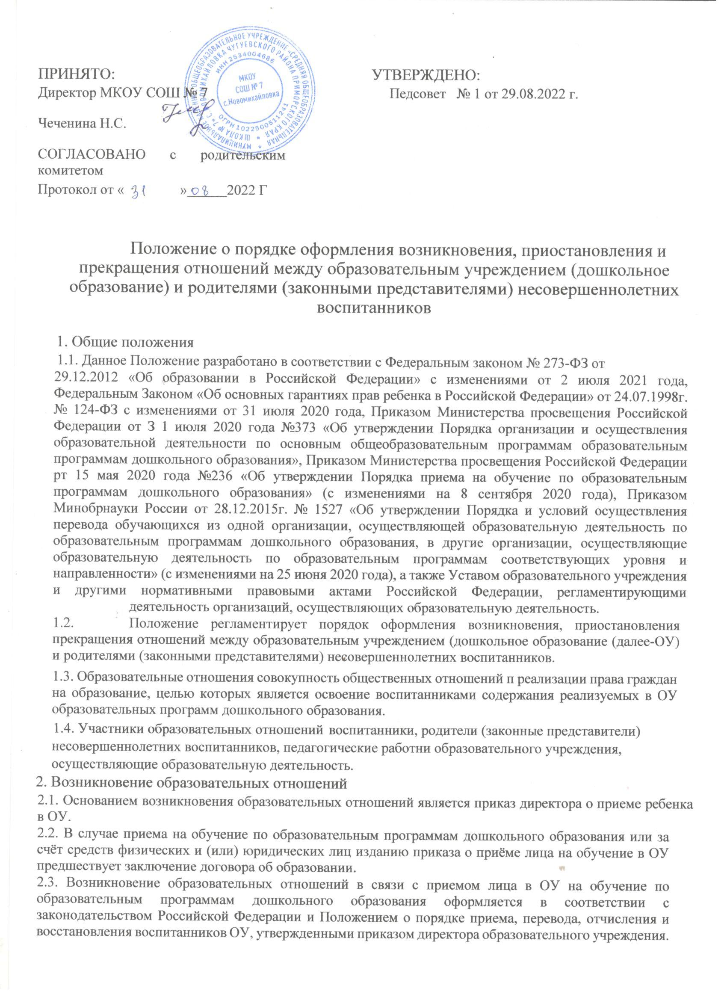 ПРИНЯТО:
УТВЕРЖДЕНО:
Директор МКОУ СОШ № 7
Педсовет № 1 от 29.08.2022 г.
Чеченина Н.С.
МУНИЦИПАЛЬНОЕ КАЗЕННОЕ ОБЩЕОБРАЗОВАТЕЛЬНОЕ УЧРЕЖДЕНИЕ «СРЕДНЯЯ ОБЩЕОБРАЗОВАТЕЛЬНАЯ
ШКОЛА № 7» С. НОВОМИХАЙЛОВКА ЧУГУЕВСКОГО РАЙОНА ПРИМОРСКОГО КРАЯ
ИНН 2534004686
ОГРН 1022500511241
МКОУ
СОШ № 7
с.Новомихайловка
СОГЛАСОВАНО с родительским
комитетом
Протокол от « 31 » 08 2022 Г
Положение о порядке оформления возникновения, приостановления и
прекращения отношений между образовательным учреждением (дошкольное
образование) и родителями (законными представителями) несовершеннолетних
воспитанников
1. Общие положения
1.1. Данное Положение разработано в соответствии с Федеральным законом № 273-ФЗ от
29.12.2012 «Об образовании в Российской Федерации» с изменениями от 2 июля 2021 года,
Федеральным Законом «Об основных гарантиях прав ребенка в Российской Федерации» от 24.07.1998г.
№ 124-ФЗ с изменениями от 31 июля 2020 года, Приказом Министерства просвещения Российской
Федерации от З 1 июля 2020 года №373 «Об утверждении Порядка организации и осуществления
образовательной деятельности по основным общеобразовательным программам образовательным
программам дошкольного образования», Приказом Министерства просвещения Российской Федерации
рт 15 мая 2020 года №236 «Об утверждении Порядка приема на обучение по образовательным
программам дошкольного образования» (с изменениями на 8 сентября 2020 года), Приказом
Минобрнауки России от 28.12.2015г. № 1527 «Об утверждении Порядка и условий осуществления
перевода обучающихся из одной организации, осуществляющей образовательную деятельность по
образовательным программам дошкольного образования, в другие организации, осуществляющие
образовательную деятельность по образовательным программам соответствующих уровня и
направленности» (с изменениями на 25 июня 2020 года), а также Уставом образовательного учреждения
и другими нормативными правовыми актами Российской Федерации, регламентирующими
деятельность организаций, осуществляющих образовательную деятельность.
1.2. Положение регламентирует порядок оформления возникновения, приостановления
прекращения отношений между образовательным учреждением (дошкольное образование (далее-ОУ)
и родителями (законными представителями) несовершеннолетних воспитанников.
1.3. Образовательные отношения совокупность общественных отношений п реализации права граждан
на образование, целью которых является освоение воспитанниками содержания реализуемых в ОУ
образовательных программ дошкольного образования.
1.4. Участники образовательных отношений воспитанники, родители (законные представители)
несовершеннолетних воспитанников, педагогические работни образовательного учреждения,
осуществляющие образовательную деятельность.
2. Возникновение образовательных отношений
2.1. Основанием возникновения образовательных отношений является приказ директора о приеме ребенка
в ОУ.
2.2. В случае приема на обучение по образовательным программам дошкольного образования или за
счёт средств физических и (или) юридических лиц изданию приказа о приёме лица на обучение в ОУ
предшествует заключение договора об образовании.
2.3. Возникновение образовательных отношений в связи с приемом лица в ОУ на обучение по
образовательным программам дошкольного образования оформляется в соответствии с
законодательством Российской Федерации и Положением о порядке приема, перевода, отчисления и
восстановления воспитанников ОУ, утвержденными приказом директора образовательного учреждения.